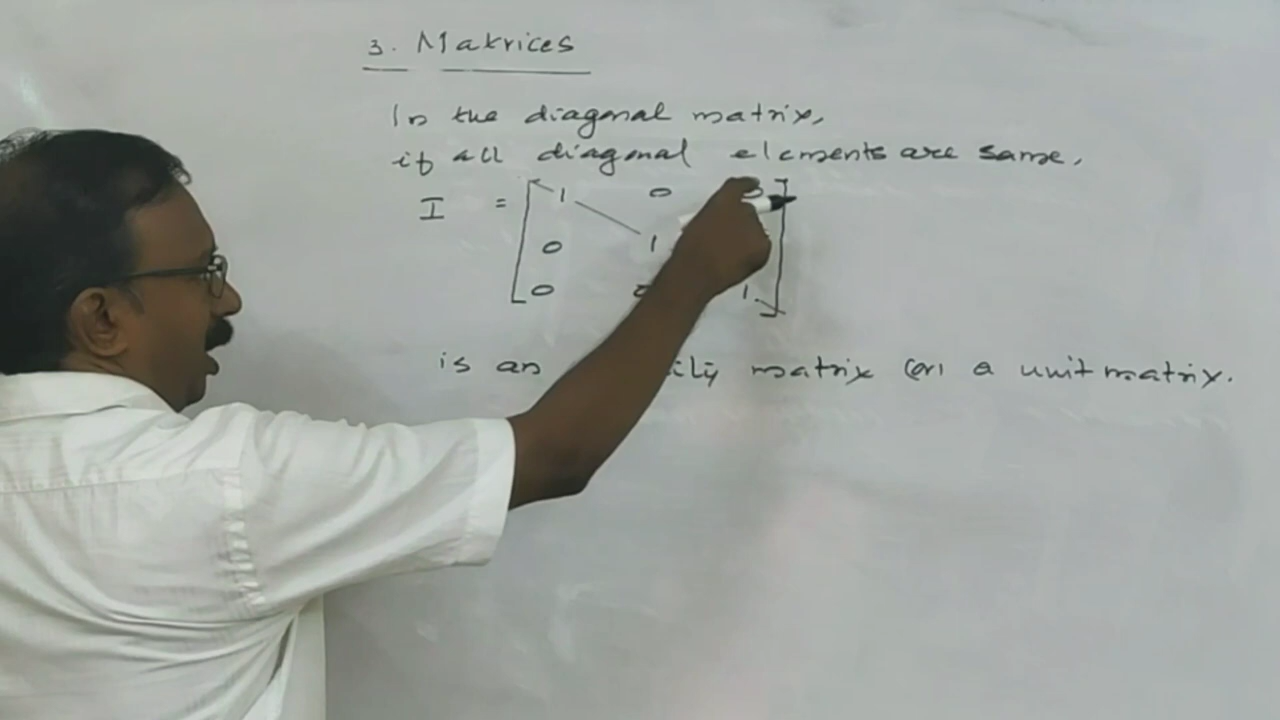 3. Matrices
In the diagonal matrix,
if all diagonal elements are same,
I = [ 1 0
0 1
0 1 ]
is an matrix (or) a unit matrix.